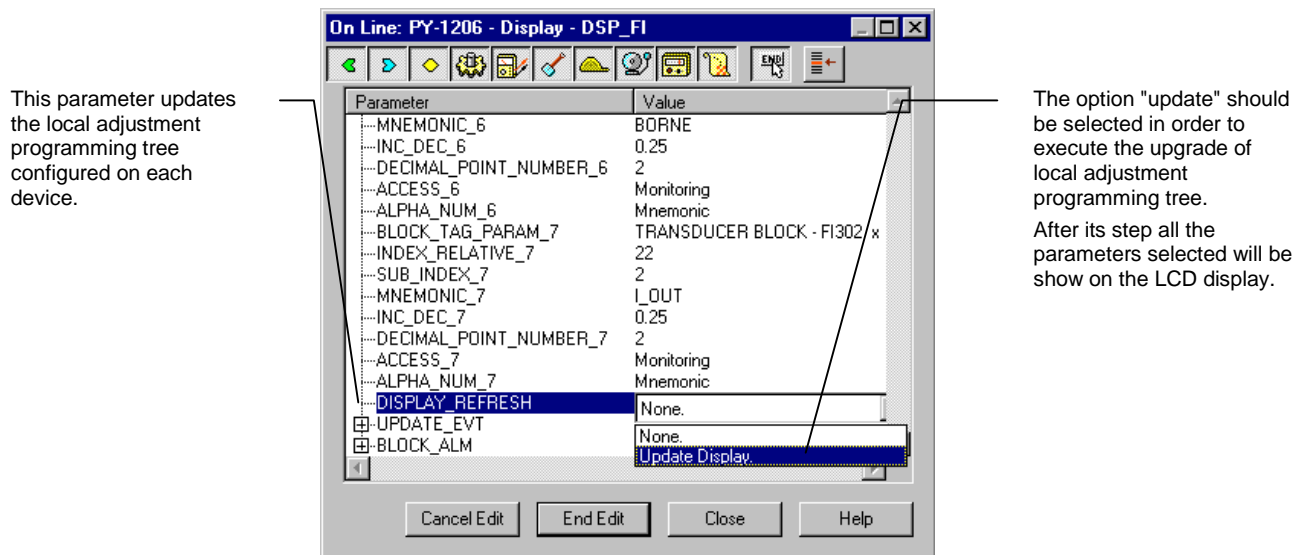 On Line: PY-1206 - Display - DSP_FI
END
This parameter updates
the local adjustment
programming tree
configured on each
device.
Parameter Value
MNEMONIC_6 BORNE
INC_DEC_6 0.25
DECIMAL_POINT_NUMBER_6 2
ACCESS_6 Monitoring
ALPHA_NUM_6 Mnemonic
BLOCK_TAG_PARAM_7 TRANSDUCER BLOCK - FI302 x
INDEX_RELATIVE_7 22
SUB_INDEX_7 2
MNEMONIC_7 I_OUT
INC_DEC_7 0.25
DECIMAL_POINT_NUMBER_7 2
ACCESS_7 Monitoring
ALPHA_NUM_7 Mnemonic
DISPLAY_REFRESH None.
UPDATE_EVT None.
BLOCK_ALM Update Display.
Cancel Edit End Edit Close Help
The option "update" should
be selected in order to
execute the upgrade of
local adjustment
programming tree.
After its step all the
parameters selected will be
show on the LCD display.